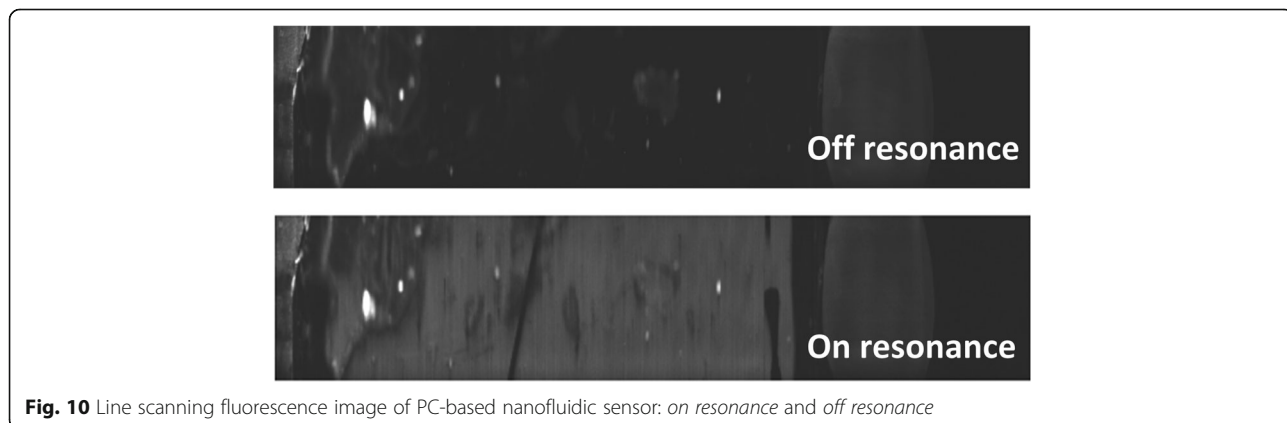 Off resonance
On resonance
Fig. 10 Line scanning fluorescence image of PC-based nanofluidic sensor: on resonance and off resonance